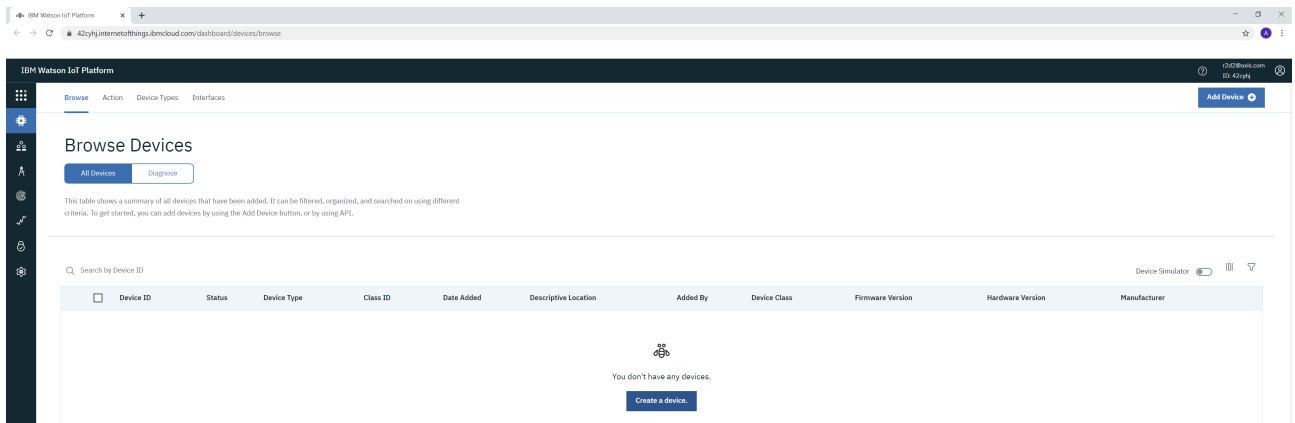 IBM Watson IoT Platform
42cyhj.internetofthings.ibmcloud.com/dashboard/devices/browse
A
IBM Watson IoT Platform
r2d2@axis.com
ID: 42cyhj
Browse Action Device Types Interfaces
Add Device
Browse Devices
All Devices Diagnose
This table shows a summary of all devices that have been added. It can be filtered, organized, and searched on using different
criteria. To get started, you can add devices by using the Add Device button, or by using API.
Search by Device ID
Device Simulator
Device ID Status Device Type Class ID Date Added Descriptive Location Added By Device Class Firmware Version Hardware Version Manufacturer
You don't have any devices.
Create a device.